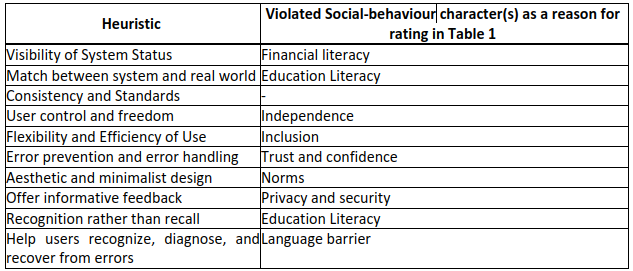 Heuristic
Violated Social-behaviour character(s) as a reason for
rating in Table 1
Visibility of System Status Financial literacy
Match between system and real world Education Literacy
Consistency and Standards -
User control and freedom Independence
Flexibility and Efficiency of Use Inclusion
Error prevention and error handling Trust and confidence
Aesthetic and minimalist design Norms
Offer informative feedback Privacy and security
Recognition rather than recall Education Literacy
Help users recognize, diagnose, and Language barrier
recover from errors